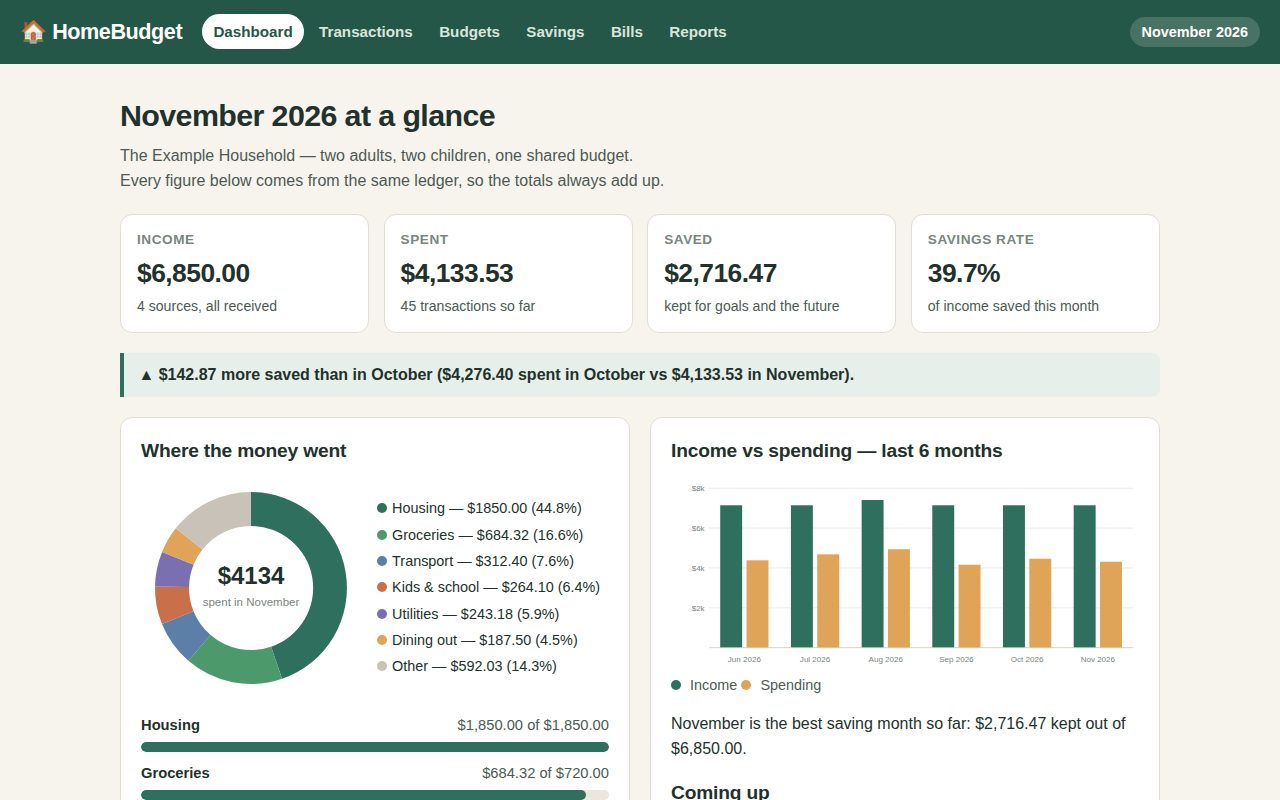 🏠 HomeBudget
Dashboard
Transactions
Budgets
Savings
Bills
Reports
November 2026
November 2026 at a glance
The Example Household — two adults, two children, one shared budget.
Every figure below comes from the same ledger, so the totals always add up.
INCOME
$6,850.00
4 sources, all received
SPENT
$4,133.53
45 transactions so far
SAVED
$2,716.47
kept for goals and the future
SAVINGS RATE
39.7%
of income saved this month
▲ $142.87 more saved than in October ($4,276.40 spent in October vs $4,133.53 in November).
Where the money went
$4134
spent in November
Housing — $1850.00 (44.8%)
Groceries — $684.32 (16.6%)
Transport — $312.40 (7.6%)
Kids & school — $264.10 (6.4%)
Utilities — $243.18 (5.9%)
Dining out — $187.50 (4.5%)
Other — $592.03 (14.3%)
Housing
$1,850.00 of $1,850.00
Groceries
$684.32 of $720.00
Income vs spending — last 6 months
$8k
$6k
$4k
$2k
Jun 2026
Jul 2026
Aug 2026
Sep 2026
Oct 2026
Nov 2026
Income
Spending
November is the best saving month so far: $2,716.47 kept out of
$6,850.00.
Coming up